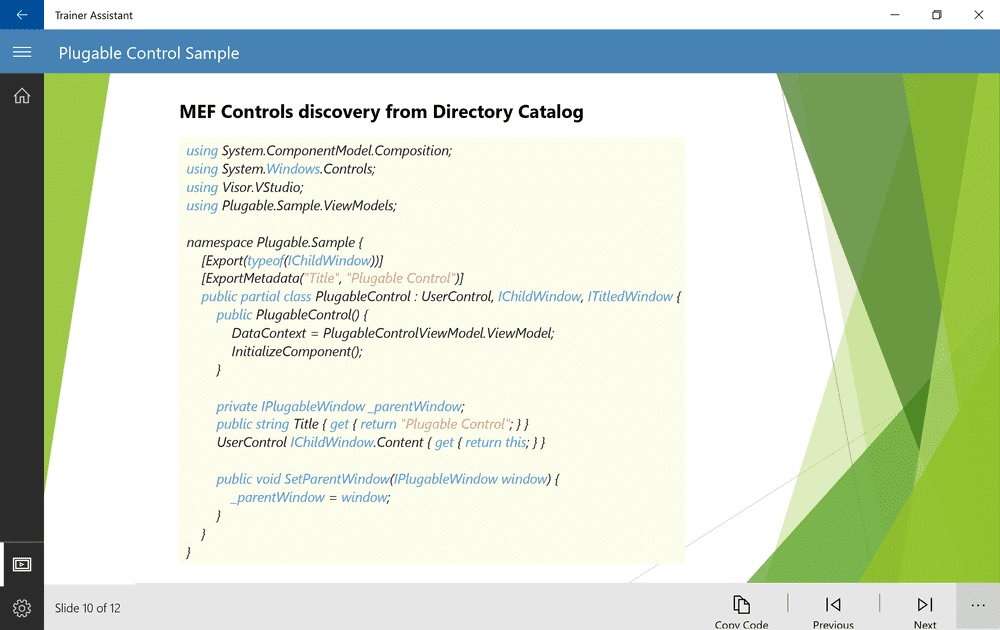 Trainer Assistant
Plugable Control Sample
MEF Controls discovery from Directory Catalog
using System.ComponentModel.Composition;
using System.Windows.Controls;
using Visor.VStudio;
using Plugable.Sample.ViewModels;
namespace Plugable.Sample {
[Export(typeof(IChildWindow))]
[ExportMetadata("Title", "Plugable Control")]
public partial class PlugableControl : UserControl, IChildWindow, ITitledWindow {
public PlugableControl() {
DataContext = PlugableControlViewModel.ViewModel;
InitializeComponent();
}
private IPlugableWindow _parentWindow;
public string Title { get { return "Plugable Control"; } }
UserControl IChildWindow.Content { get { return this; } }
public void SetParentWindow(IPlugableWindow window) {
_parentWindow = window;
}
}
}
Slide 10 of 12
Copy Code
Previous
Next